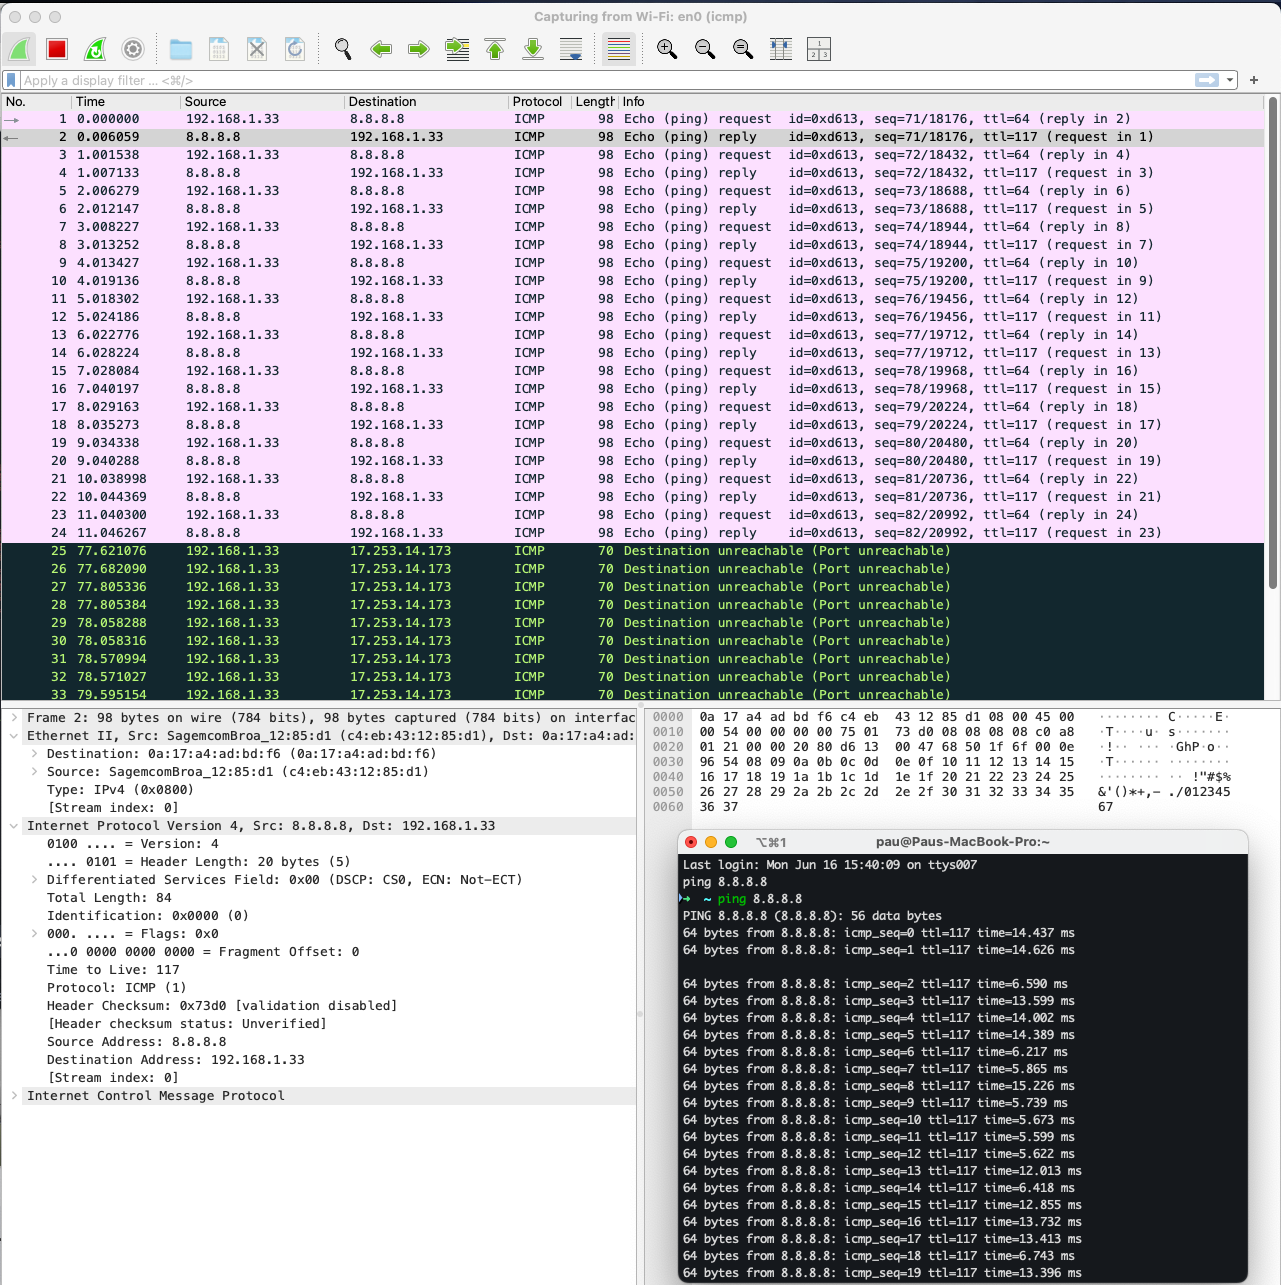 Capturing from Wi-Fi: en0 (icmp)
Apply a display filter ... <⌘/>
No. Time Source Destination Protocol Length Info
1 0.000000 192.168.1.33 8.8.8.8 ICMP 98 Echo (ping) request id=0xd613, seq=71/18176, ttl=64 (reply in 2)
2 0.006059 8.8.8.8 192.168.1.33 ICMP 98 Echo (ping) reply id=0xd613, seq=71/18176, ttl=117 (request in 1)
3 1.001538 192.168.1.33 8.8.8.8 ICMP 98 Echo (ping) request id=0xd613, seq=72/18432, ttl=64 (reply in 4)
4 1.007133 8.8.8.8 192.168.1.33 ICMP 98 Echo (ping) reply id=0xd613, seq=72/18432, ttl=117 (request in 3)
5 2.006279 192.168.1.33 8.8.8.8 ICMP 98 Echo (ping) request id=0xd613, seq=73/18688, ttl=64 (reply in 6)
6 2.012147 8.8.8.8 192.168.1.33 ICMP 98 Echo (ping) reply id=0xd613, seq=73/18688, ttl=117 (request in 5)
7 3.008227 192.168.1.33 8.8.8.8 ICMP 98 Echo (ping) request id=0xd613, seq=74/18944, ttl=64 (reply in 8)
8 3.013252 8.8.8.8 192.168.1.33 ICMP 98 Echo (ping) reply id=0xd613, seq=74/18944, ttl=117 (request in 7)
9 4.013427 192.168.1.33 8.8.8.8 ICMP 98 Echo (ping) request id=0xd613, seq=75/19200, ttl=64 (reply in 10)
10 4.019136 8.8.8.8 192.168.1.33 ICMP 98 Echo (ping) reply id=0xd613, seq=75/19200, ttl=117 (request in 9)
11 5.018302 192.168.1.33 8.8.8.8 ICMP 98 Echo (ping) request id=0xd613, seq=76/19456, ttl=64 (reply in 12)
12 5.024186 8.8.8.8 192.168.1.33 ICMP 98 Echo (ping) reply id=0xd613, seq=76/19456, ttl=117 (request in 11)
13 6.022776 192.168.1.33 8.8.8.8 ICMP 98 Echo (ping) request id=0xd613, seq=77/19712, ttl=64 (reply in 14)
14 6.028224 8.8.8.8 192.168.1.33 ICMP 98 Echo (ping) reply id=0xd613, seq=77/19712, ttl=117 (request in 13)
15 7.028084 192.168.1.33 8.8.8.8 ICMP 98 Echo (ping) request id=0xd613, seq=78/19968, ttl=64 (reply in 16)
16 7.040197 8.8.8.8 192.168.1.33 ICMP 98 Echo (ping) reply id=0xd613, seq=78/19968, ttl=117 (request in 15)
17 8.029163 192.168.1.33 8.8.8.8 ICMP 98 Echo (ping) request id=0xd613, seq=79/20224, ttl=64 (reply in 18)
18 8.035273 8.8.8.8 192.168.1.33 ICMP 98 Echo (ping) reply id=0xd613, seq=79/20224, ttl=117 (request in 17)
19 9.034338 192.168.1.33 8.8.8.8 ICMP 98 Echo (ping) request id=0xd613, seq=80/20480, ttl=64 (reply in 20)
20 9.040288 8.8.8.8 192.168.1.33 ICMP 98 Echo (ping) reply id=0xd613, seq=80/20480, ttl=117 (request in 19)
21 10.038998 192.168.1.33 8.8.8.8 ICMP 98 Echo (ping) request id=0xd613, seq=81/20736, ttl=64 (reply in 22)
22 10.044369 8.8.8.8 192.168.1.33 ICMP 98 Echo (ping) reply id=0xd613, seq=81/20736, ttl=117 (request in 21)
23 11.040300 192.168.1.33 8.8.8.8 ICMP 98 Echo (ping) request id=0xd613, seq=82/20992, ttl=64 (reply in 24)
24 11.046267 8.8.8.8 192.168.1.33 ICMP 98 Echo (ping) reply id=0xd613, seq=82/20992, ttl=117 (request in 23)
25 77.621076 192.168.1.33 17.253.14.173 ICMP 70 Destination unreachable (Port unreachable)
26 77.682090 192.168.1.33 17.253.14.173 ICMP 70 Destination unreachable (Port unreachable)
27 77.805336 192.168.1.33 17.253.14.173 ICMP 70 Destination unreachable (Port unreachable)
28 77.805384 192.168.1.33 17.253.14.173 ICMP 70 Destination unreachable (Port unreachable)
29 78.058288 192.168.1.33 17.253.14.173 ICMP 70 Destination unreachable (Port unreachable)
30 78.058316 192.168.1.33 17.253.14.173 ICMP 70 Destination unreachable (Port unreachable)
31 78.570994 192.168.1.33 17.253.14.173 ICMP 70 Destination unreachable (Port unreachable)
32 78.571027 192.168.1.33 17.253.14.173 ICMP 70 Destination unreachable (Port unreachable)
33 79.595154 192.168.1.33 17.253.14.173 ICMP 70 Destination unreachable (Port unreachable)
Frame 2: 98 bytes on wire (784 bits), 98 bytes captured (784 bits) on interfac
Ethernet II, Src: SagemcomBroa_12:85:d1 (c4:eb:43:12:85:d1), Dst: 0a:17:a4:ad:
Destination: 0a:17:a4:ad:bd:f6 (0a:17:a4:ad:bd:f6)
Source: SagemcomBroa_12:85:d1 (c4:eb:43:12:85:d1)
Type: IPv4 (0x0800)
[Stream index: 0]
Internet Protocol Version 4, Src: 8.8.8.8, Dst: 192.168.1.33
0100 .... = Version: 4
.... 0101 = Header Length: 20 bytes (5)
Differentiated Services Field: 0x00 (DSCP: CS0, ECN: Not-ECT)
Total Length: 84
Identification: 0x0000 (0)
000. .... = Flags: 0x0
...0 0000 0000 0000 = Fragment Offset: 0
Time to Live: 117
Protocol: ICMP (1)
Header Checksum: 0x73d0 [validation disabled]
[Header checksum status: Unverified]
Source Address: 8.8.8.8
Destination Address: 192.168.1.33
[Stream index: 0]
Internet Control Message Protocol
0000 0a 17 a4 ad bd f6 c4 eb 43 12 85 d1 08 00 45 00 ········ C·····E·
0010 00 54 00 00 00 00 75 01 73 d0 08 08 08 08 c0 a8 ·T····u· s·······
0020 01 21 00 00 20 80 d6 13 00 47 68 50 1f 6f 00 0e ·!·· ··· ·GhP·o··
0030 96 54 08 09 0a 0b 0c 0d 0e 0f 10 11 12 13 14 15 ·T······ ········
0040 16 17 18 19 1a 1b 1c 1d 1e 1f 20 21 22 23 24 25 ········ ·· !"#$%
0050 26 27 28 29 2a 2b 2c 2d 2e 2f 30 31 32 33 34 35 &'()*+,- ./012345
0060 36 37 67
⌥⌘1 pau@Paus-MacBook-Pro:~
Last login: Mon Jun 16 15:40:09 on ttys007
ping 8.8.8.8
➜ ~ ping 8.8.8.8
PING 8.8.8.8 (8.8.8.8): 56 data bytes
64 bytes from 8.8.8.8: icmp_seq=0 ttl=117 time=14.437 ms
64 bytes from 8.8.8.8: icmp_seq=1 ttl=117 time=14.626 ms
64 bytes from 8.8.8.8: icmp_seq=2 ttl=117 time=6.590 ms
64 bytes from 8.8.8.8: icmp_seq=3 ttl=117 time=13.599 ms
64 bytes from 8.8.8.8: icmp_seq=4 ttl=117 time=14.002 ms
64 bytes from 8.8.8.8: icmp_seq=5 ttl=117 time=14.389 ms
64 bytes from 8.8.8.8: icmp_seq=6 ttl=117 time=6.217 ms
64 bytes from 8.8.8.8: icmp_seq=7 ttl=117 time=5.865 ms
64 bytes from 8.8.8.8: icmp_seq=8 ttl=117 time=15.226 ms
64 bytes from 8.8.8.8: icmp_seq=9 ttl=117 time=5.739 ms
64 bytes from 8.8.8.8: icmp_seq=10 ttl=117 time=5.673 ms
64 bytes from 8.8.8.8: icmp_seq=11 ttl=117 time=5.599 ms
64 bytes from 8.8.8.8: icmp_seq=12 ttl=117 time=5.622 ms
64 bytes from 8.8.8.8: icmp_seq=13 ttl=117 time=12.013 ms
64 bytes from 8.8.8.8: icmp_seq=14 ttl=117 time=6.418 ms
64 bytes from 8.8.8.8: icmp_seq=15 ttl=117 time=12.855 ms
64 bytes from 8.8.8.8: icmp_seq=16 ttl=117 time=13.732 ms
64 bytes from 8.8.8.8: icmp_seq=17 ttl=117 time=13.413 ms
64 bytes from 8.8.8.8: icmp_seq=18 ttl=117 time=6.743 ms
64 bytes from 8.8.8.8: icmp_seq=19 ttl=117 time=13.396 ms